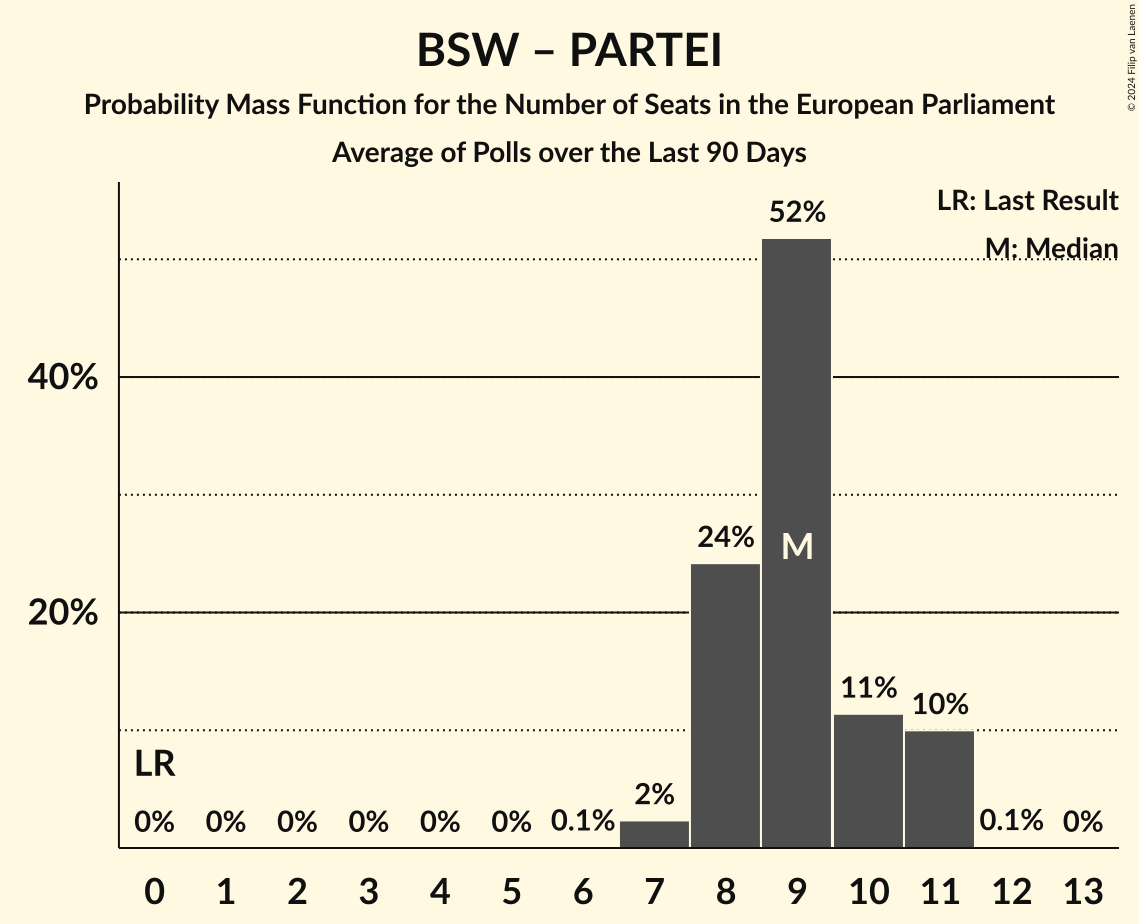 BSW – PARTEI
Probability Mass Function for the Number of Seats in the European Parliament
Average of Polls over the Last 90 Days
© 2024 Filip van Laenen
LR: Last Result
M: Median
52%
40%
24%
M
20%
11%
10%
LR
2%
0% 0% 0% 0% 0% 0% 0.1% 0.1% 0%
0 1 2 3 4 5 6 7 8 9 10 11 12 13